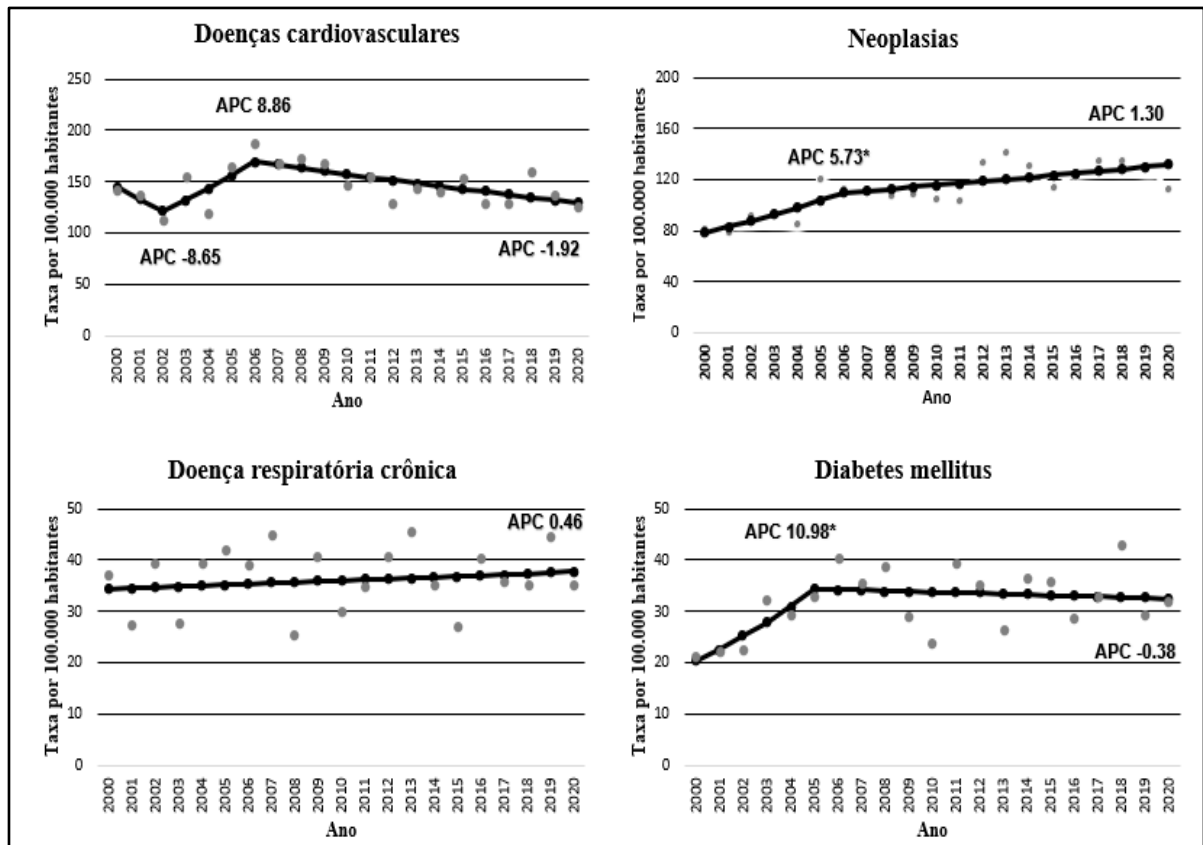 Doenças cardiovasculares
Taxa por 100.000 habitantes
250
200
150
100
50
0
APC 8.86
APC -8.65
APC -1.92
2000 2001 2002 2003 2004 2005 2006 2007 2008 2009 2010 2011 2012 2013 2014 2015 2016 2017 2018 2019 2020
Ano
Neoplasias
Taxa por 100.000 habitantes
200
160
120
80
40
0
APC 1.30
APC 5.73*
2000 2001 2002 2003 2004 2005 2006 2007 2008 2009 2010 2011 2012 2013 2014 2015 2016 2017 2018 2019 2020
Ano
Doença respiratória crônica
Taxa por 100.000 habitantes
50
40
30
20
10
0
APC 0.46
2000 2001 2002 2003 2004 2005 2006 2007 2008 2009 2010 2011 2012 2013 2014 2015 2016 2017 2018 2019 2020
Ano
Diabetes mellitus
Taxa por 100.000 habitantes
50
40
30
20
10
0
APC 10.98*
APC -0.38
2000 2001 2002 2003 2004 2005 2006 2007 2008 2009 2010 2011 2012 2013 2014 2015 2016 2017 2018 2019 2020
Ano